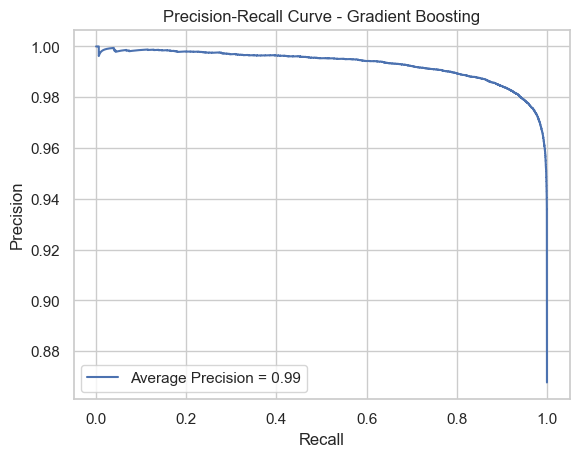 Precision-Recall Curve - Gradient Boosting
1.00
0.98
0.96
0.94
0.92
0.90
0.88
Precision
Average Precision = 0.99
0.0 0.2 0.4 0.6 0.8 1.0
Recall